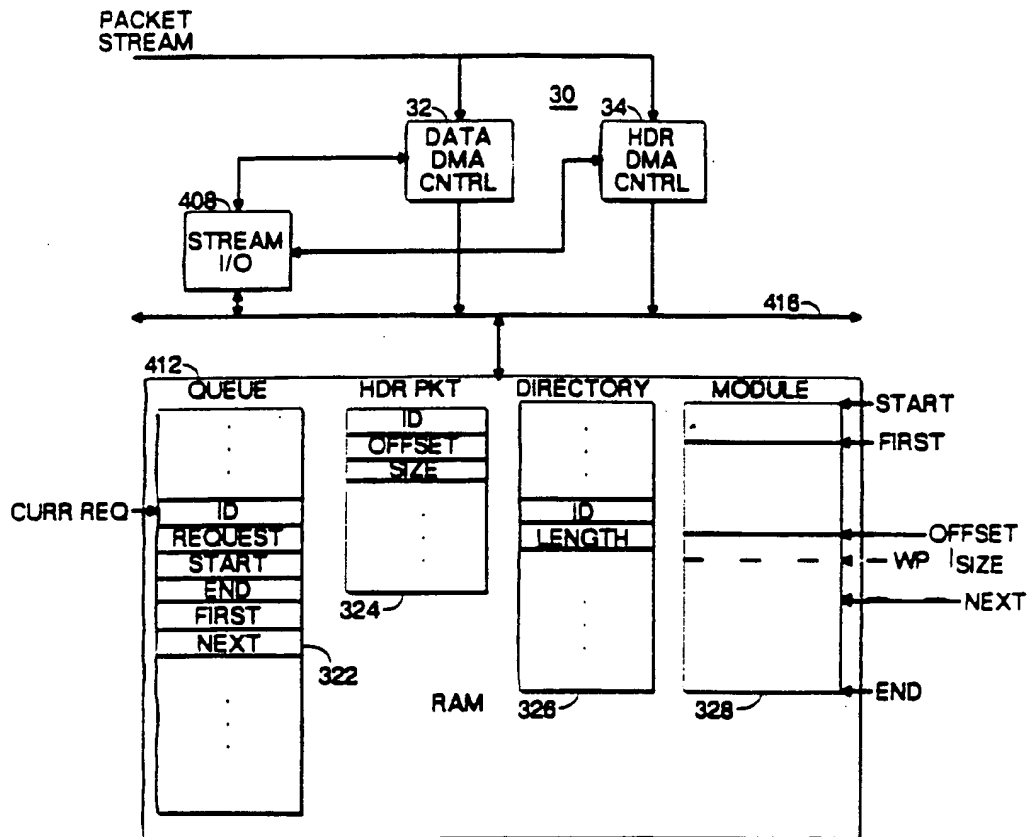 PACKET
STREAM
32
30
34
DATA
DMA
CNTRL
HDR
DMA
CNTRL
408
STREAM
I/O
416
412
QUEUE
HDR PKT
DIRECTORY
MODULE
ID
OFFSET
SIZE
START
FIRST
CURR REQ
ID
REQUEST
START
END
FIRST
NEXT
322
324
ID
LENGTH
326
OFFSET
WP
SIZE
NEXT
END
328
RAM